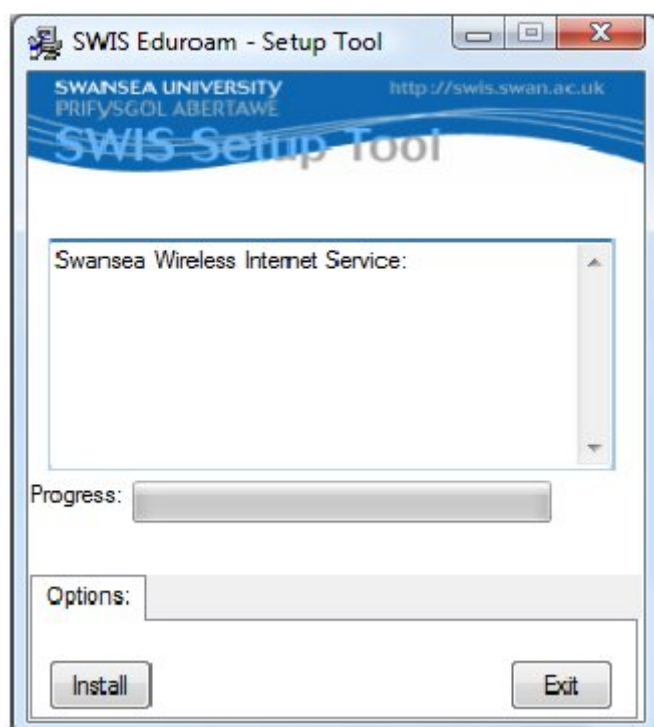 SWIS Eduroam - Setup Tool
SWANSEA UNIVERSITY http://swis.swan.ac.uk
PRIFYSGOL ABERTAWE
SWIS Setup Tool
Swansea Wireless Internet Service:
Progress:
Options:
Install Exit